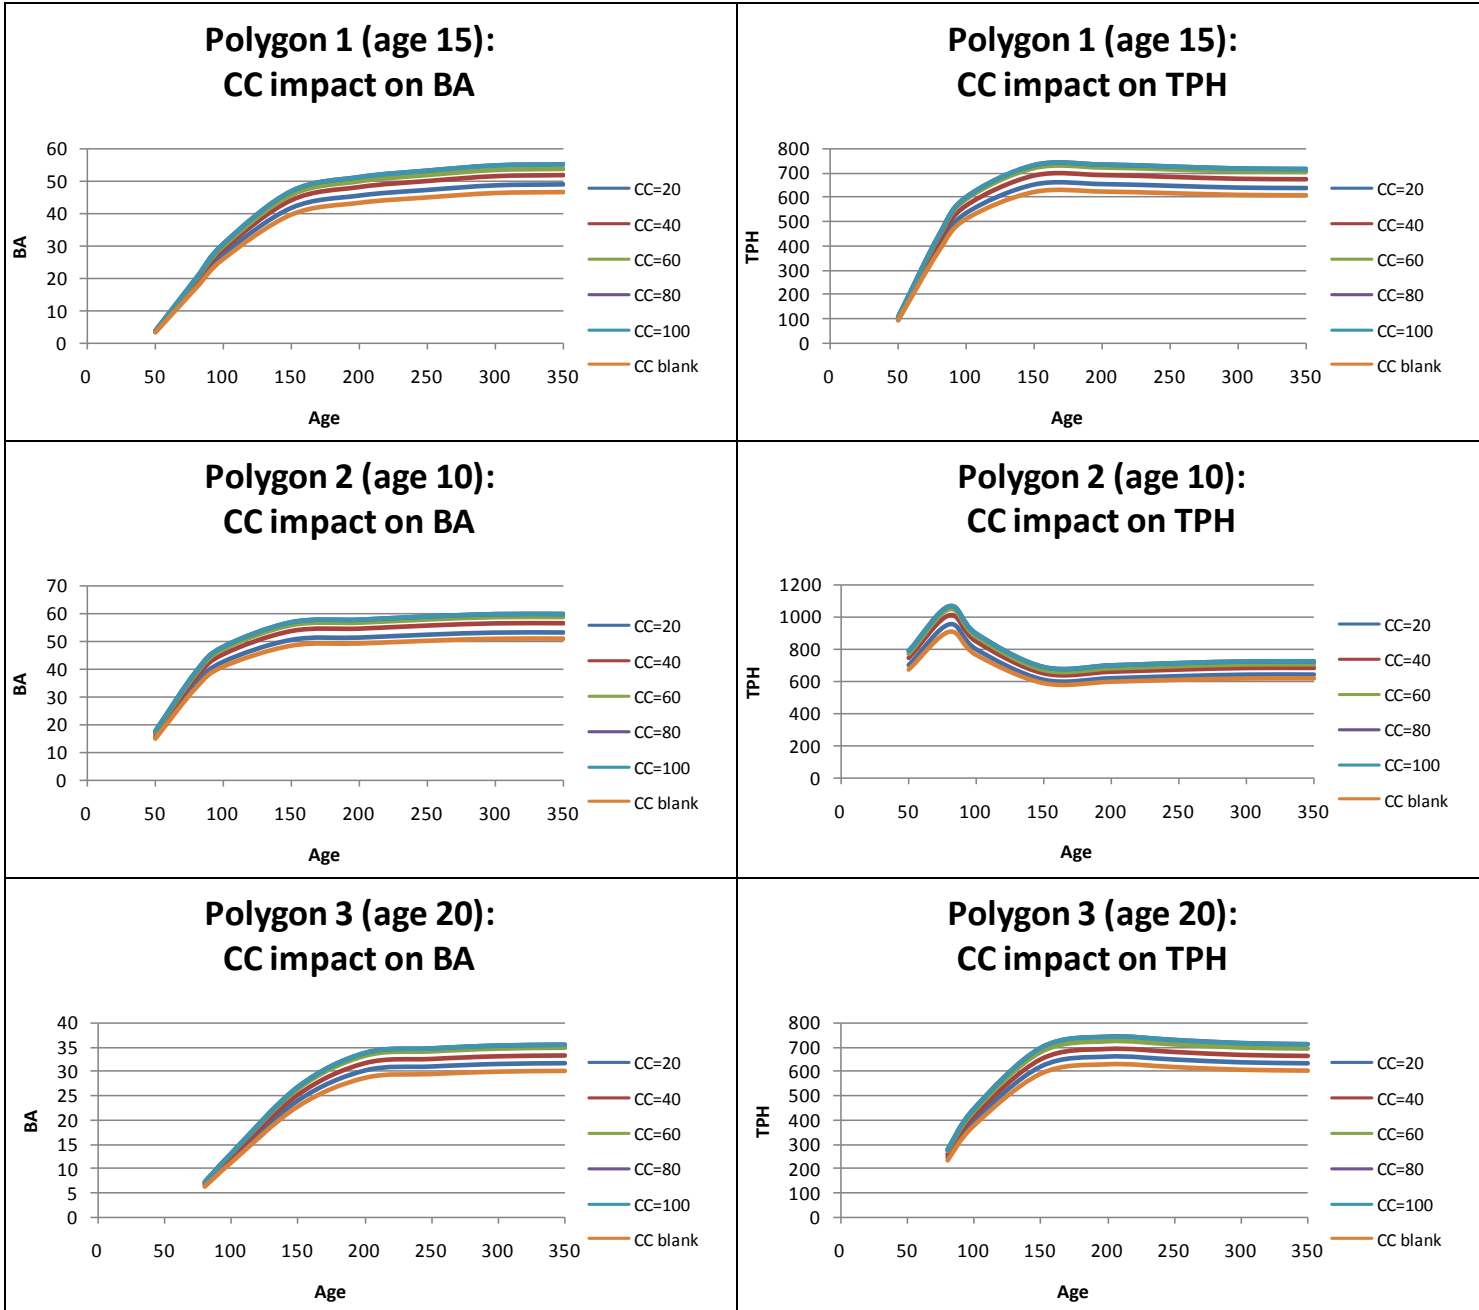 Polygon 1 (age 15):
CC impact on BA
60
50
40
30
20
10
0
BA
0 50 100 150 200 250 300 350
Age
CC=20
CC=40
CC=60
CC=80
CC=100
CC blank
Polygon 1 (age 15):
CC impact on TPH
800
700
600
500
400
300
200
100
0
TPH
0 50 100 150 200 250 300 350
Age
CC=20
CC=40
CC=60
CC=80
CC=100
CC blank
Polygon 2 (age 10):
CC impact on BA
70
60
50
40
30
20
10
0
BA
0 50 100 150 200 250 300 350
Age
CC=20
CC=40
CC=60
CC=80
CC=100
CC blank
Polygon 2 (age 10):
CC impact on TPH
1200
1000
800
600
400
200
0
TPH
0 50 100 150 200 250 300 350
Age
CC=20
CC=40
CC=60
CC=80
CC=100
CC blank
Polygon 3 (age 20):
CC impact on BA
40
35
30
25
20
15
10
5
0
BA
0 50 100 150 200 250 300 350
Age
CC=20
CC=40
CC=60
CC=80
CC=100
CC blank
Polygon 3 (age 20):
CC impact on TPH
800
700
600
500
400
300
200
100
0
TPH
0 50 100 150 200 250 300 350
Age
CC=20
CC=40
CC=60
CC=80
CC=100
CC blank